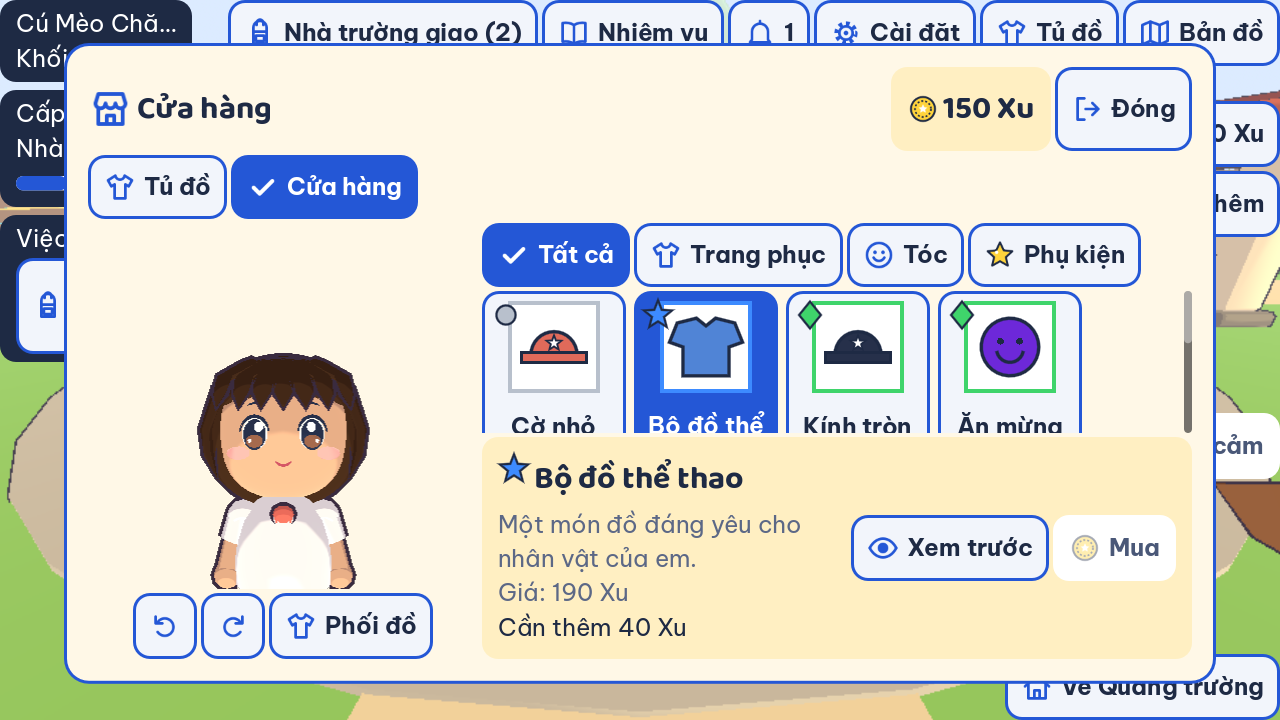 Cú Mèo Chă...
Khối
Nhà trường giao (2)
Nhiệm vụ
1
Cài đặt
Tủ đồ
Bản đồ
Cấp
Nhà
Việc
0 Xu
hêm
cảm
Về Quảng trường
Cửa hàng
150 Xu
Đóng
Tủ đồ
Cửa hàng
Tất cả
Trang phục
Tóc
Phụ kiện
Cờ nhỏ
Bộ đồ thể
Kính tròn
Ăn mừng
Bộ đồ thể thao
Một món đồ đáng yêu cho
nhân vật của em.
Giá: 190 Xu
Cần thêm 40 Xu
Xem trước
Mua
Phối đồ